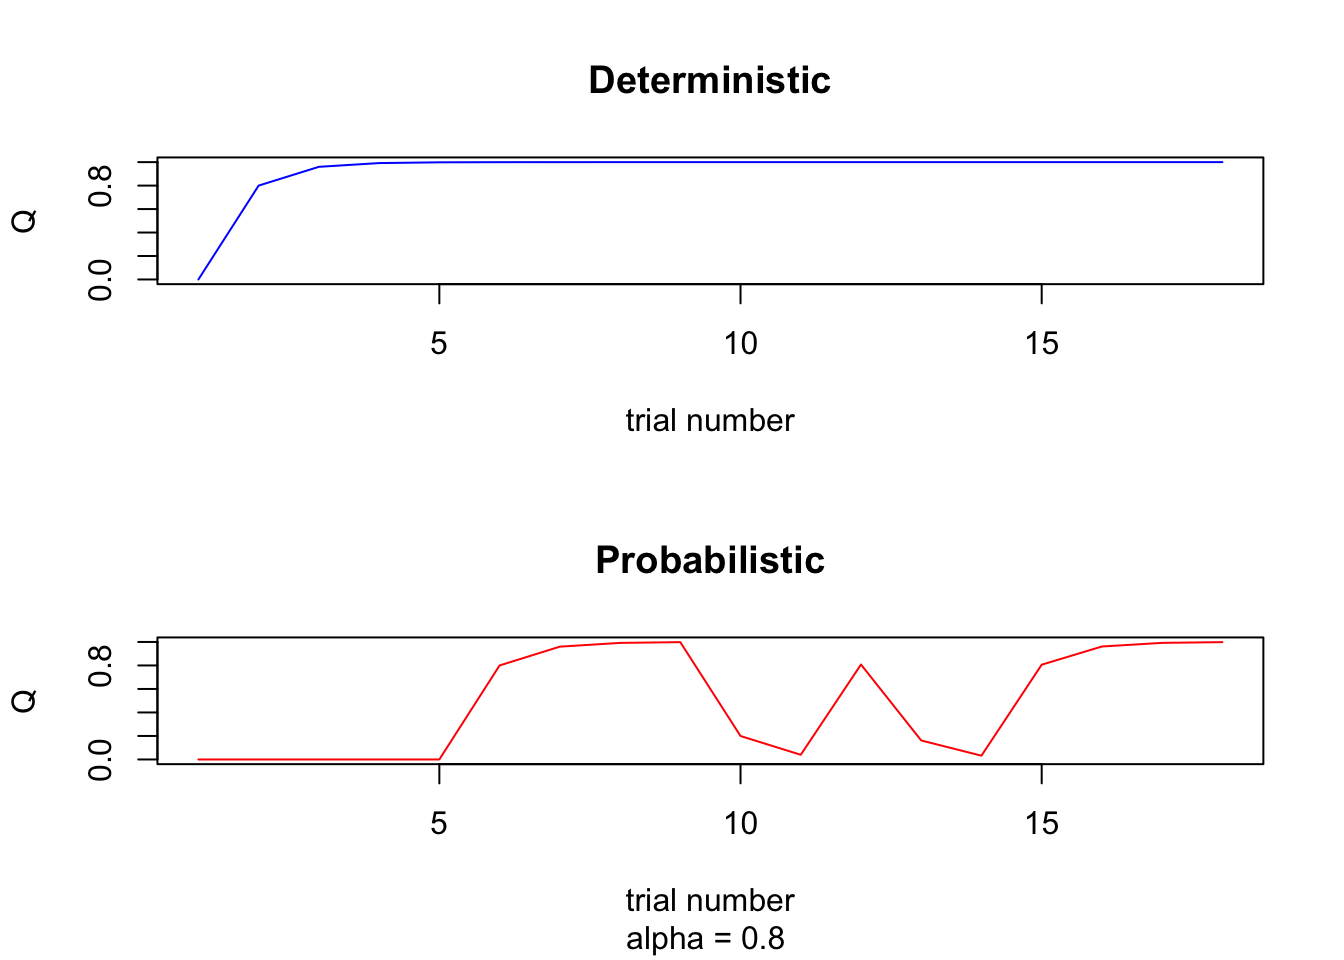 Deterministic
Q
0.8
0.0
5 10 15
trial number
Probabilistic
Q
0.8
0.0
5 10 15
trial number
alpha = 0.8